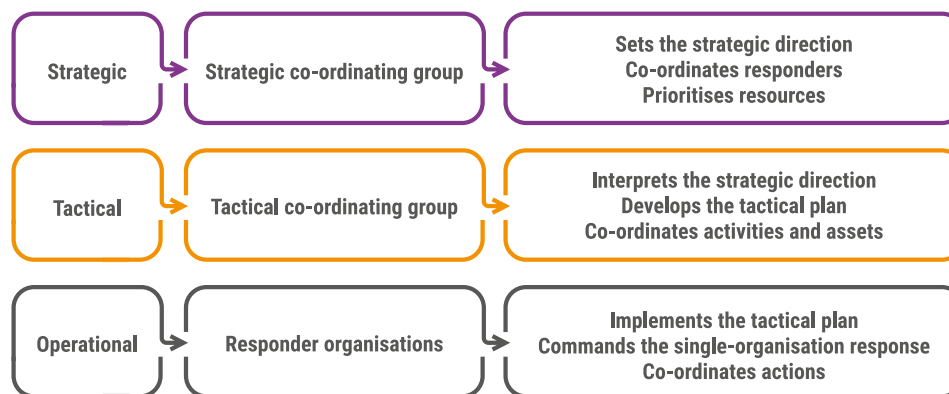 Strategic
Strategic co-ordinating group
Sets the strategic direction
Co-ordinates responders
Prioritises resources
Tactical
Tactical co-ordinating group
Interprets the strategic direction
Develops the tactical plan
Co-ordinates activities and assets
Operational
Responder organisations
Implements the tactical plan
Commands the single-organisation response
Co-ordinates actions